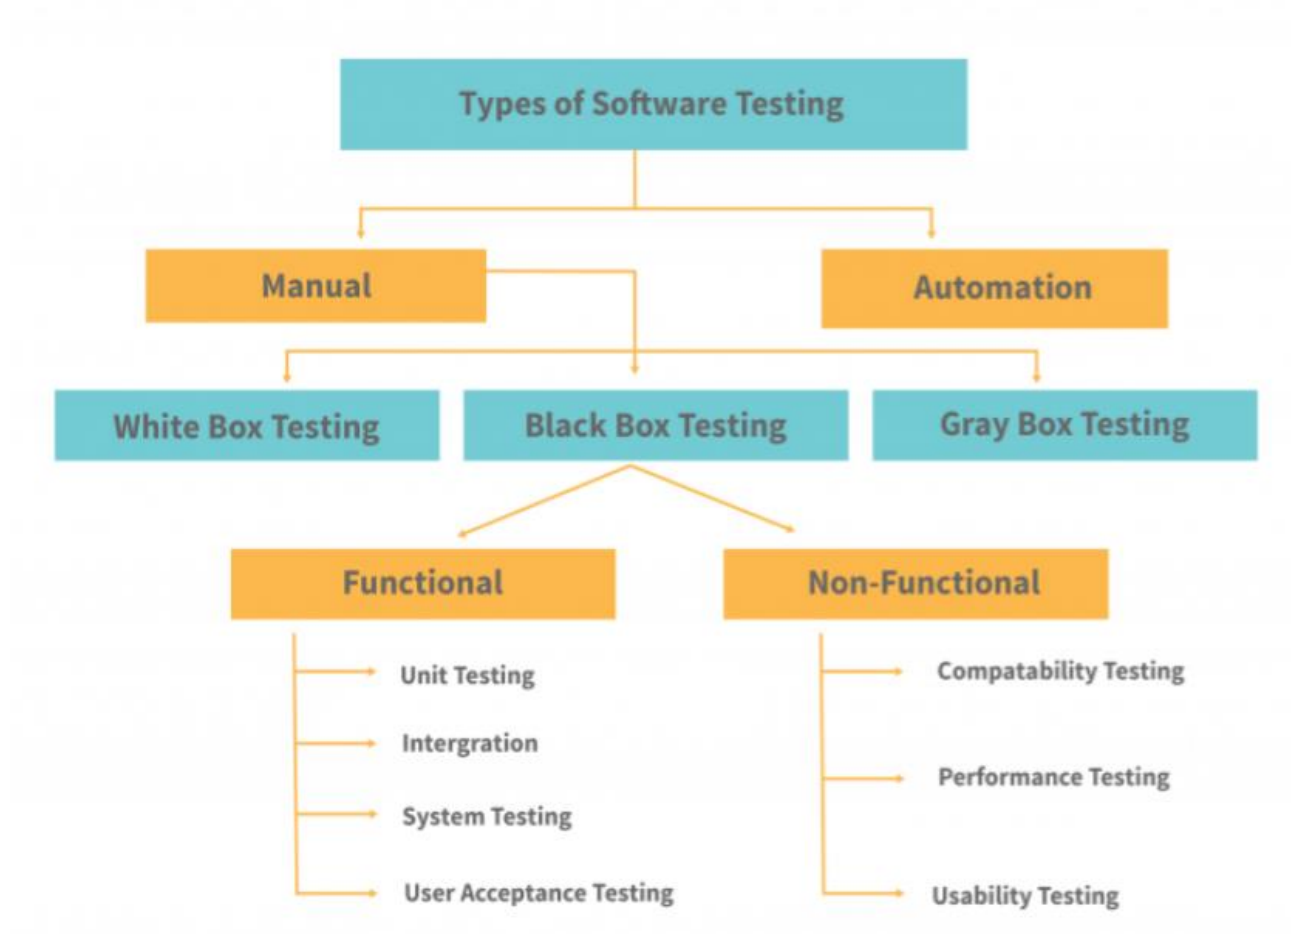 Types of Software Testing
Manual
Automation
White Box Testing
Black Box Testing
Gray Box Testing
Functional
Non-Functional
Unit Testing
Intergration
System Testing
User Acceptance Testing
Compatability Testing
Performance Testing
Usability Testing